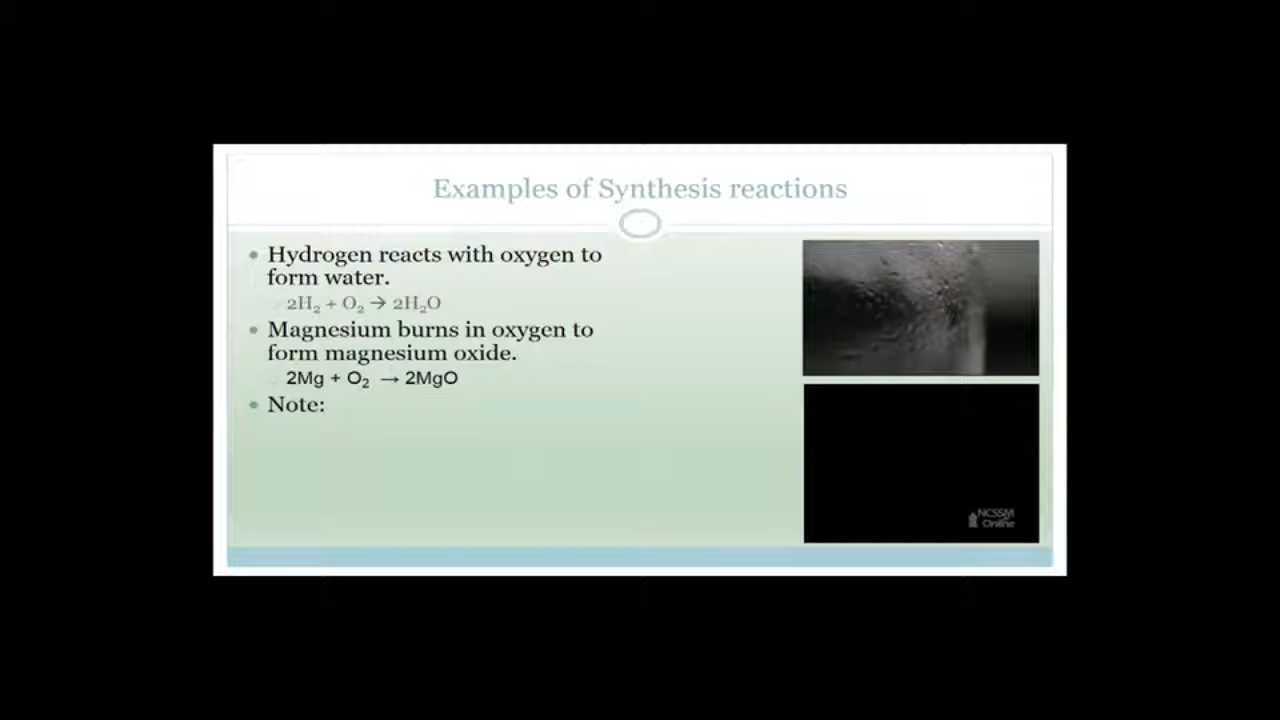 Examples of Synthesis reactions
• Hydrogen reacts with oxygen to
form water.
2H₂ + O₂ → 2H₂O
• Magnesium burns in oxygen to
form magnesium oxide.
2Mg + O₂ → 2MgO
• Note:
NCSSM
Online